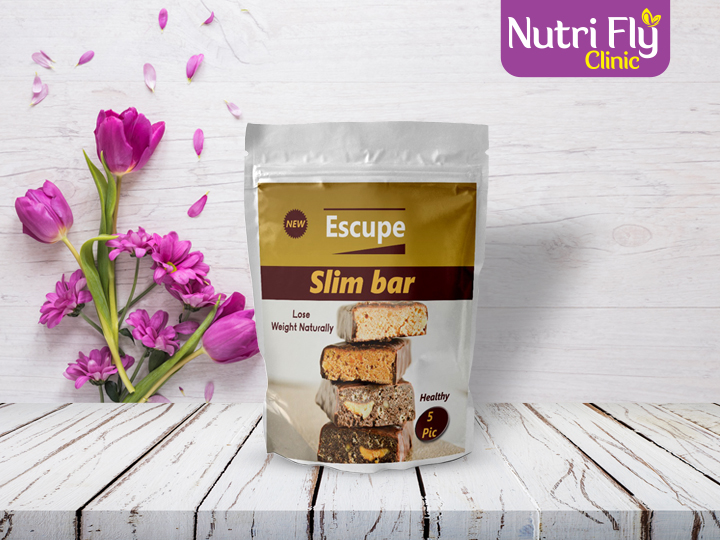 Nutri Fly
Clinic
NEW
Escupe
Slim bar
Lose
Weight Naturally
Healthy
5
Pic